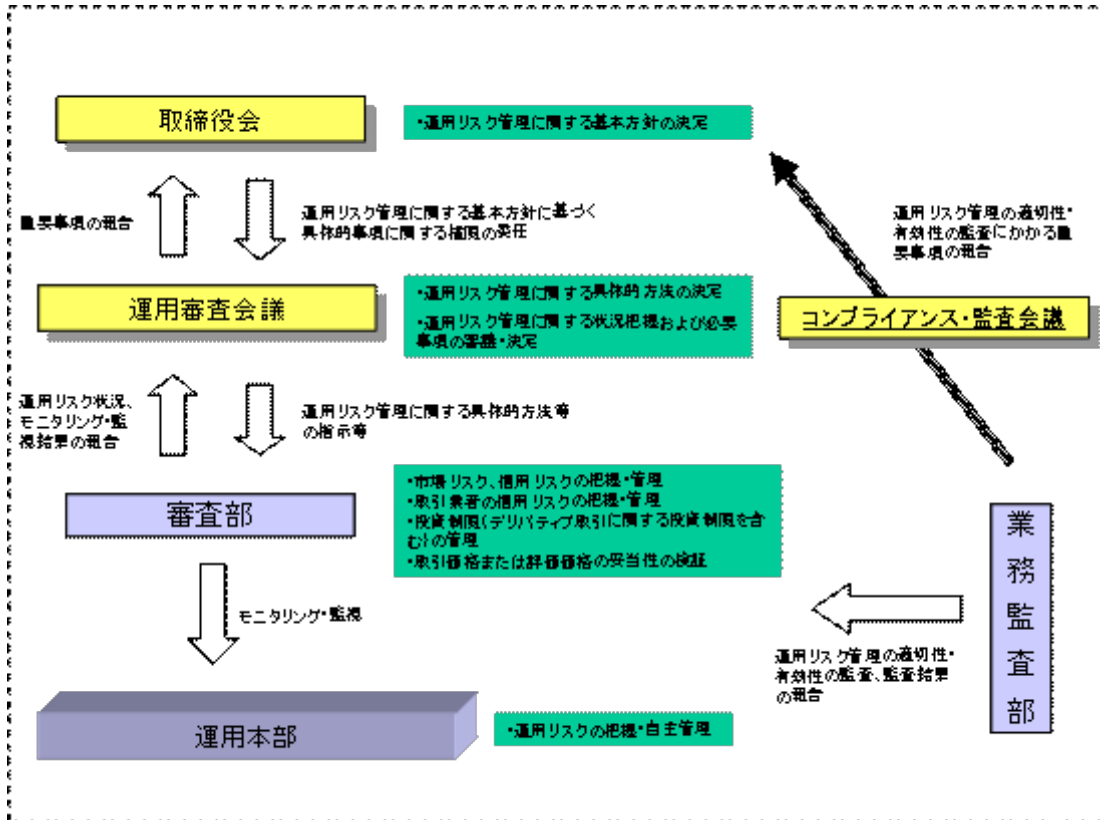 取締役会
・運用リスク管理に関する基本方針の決定
重要事項の報告
運用リスク管理に関する基本方針に基づく
具体的事項に関する権限の委任
運用リスク管理の適切性・
有効性の監査にかかる重
要事項の報告
運用審査会議
・運用リスク管理に関する具体的方法の決定
・運用リスク管理に関する状況把握および必要
事項の審議・決定
コンプライアンス・監査会議
運用リスク状況、
モニタリング・監
視結果の報告
運用リスク管理に関する具体的方法等
の指示等
審査部
・市場リスク、信用リスクの把握・管理
・取引業者の信用リスクの把握・管理
・投資制限(デリバティブ取引に関する投資制限を含
む)の管理
・取引価格または評価価格の妥当性の検証
業務監査部
モニタリング・監視
運用リスク管理の適切性・
有効性の監査、監査結果
の報告
運用本部
・運用リスクの把握・自主管理